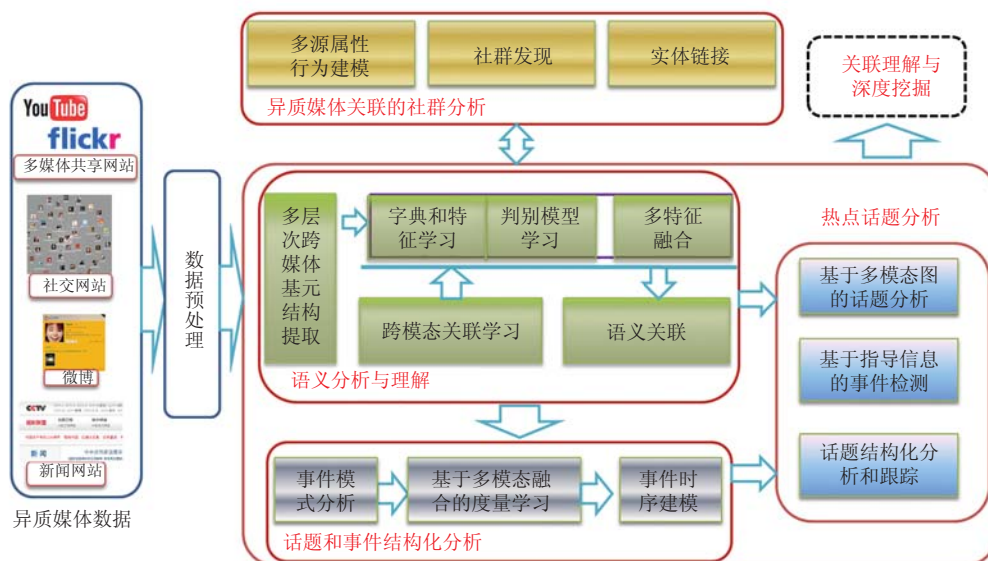 多源属性
行为建模
社群发现
实体链接
异质媒体关联的社群分析
关联理解与
深度挖掘
YouTube
flickr
多媒体共享网站
社交网站
微博
CCTV
新闻
新闻网站
异质媒体数据
数据预处理
多层
次跨
媒体
基元
结构
提取
字典和特
征学习
判别模型
学习
多特征
融合
跨模态关联学习
语义关联
语义分析与理解
热点话题分析
基于多模态图
的话题分析
基于指导信息
的事件检测
话题结构化分
析和跟踪
事件模
式分析
基于多模态融
合的度量学习
事件时
序建模
话题和事件结构化分析